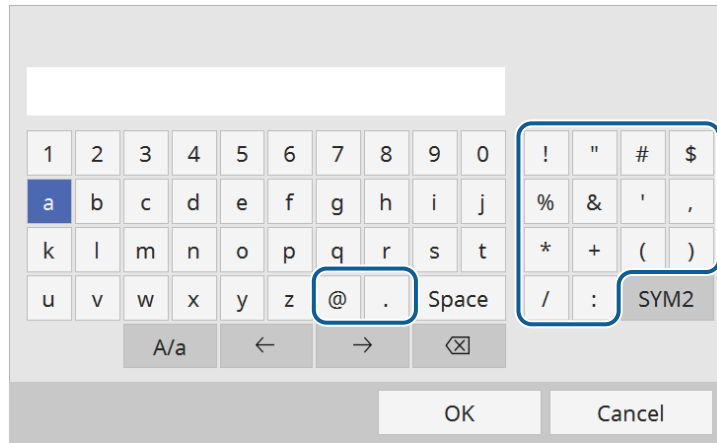 1 2 3 4 5 6 7 8 9 0 ! " # $
a b c d e f g h i j % & ' ,
k l m n o p q r s t * + ( )
u v w x y z @ . Space / : SYM2
A/a ← →
OK Cancel